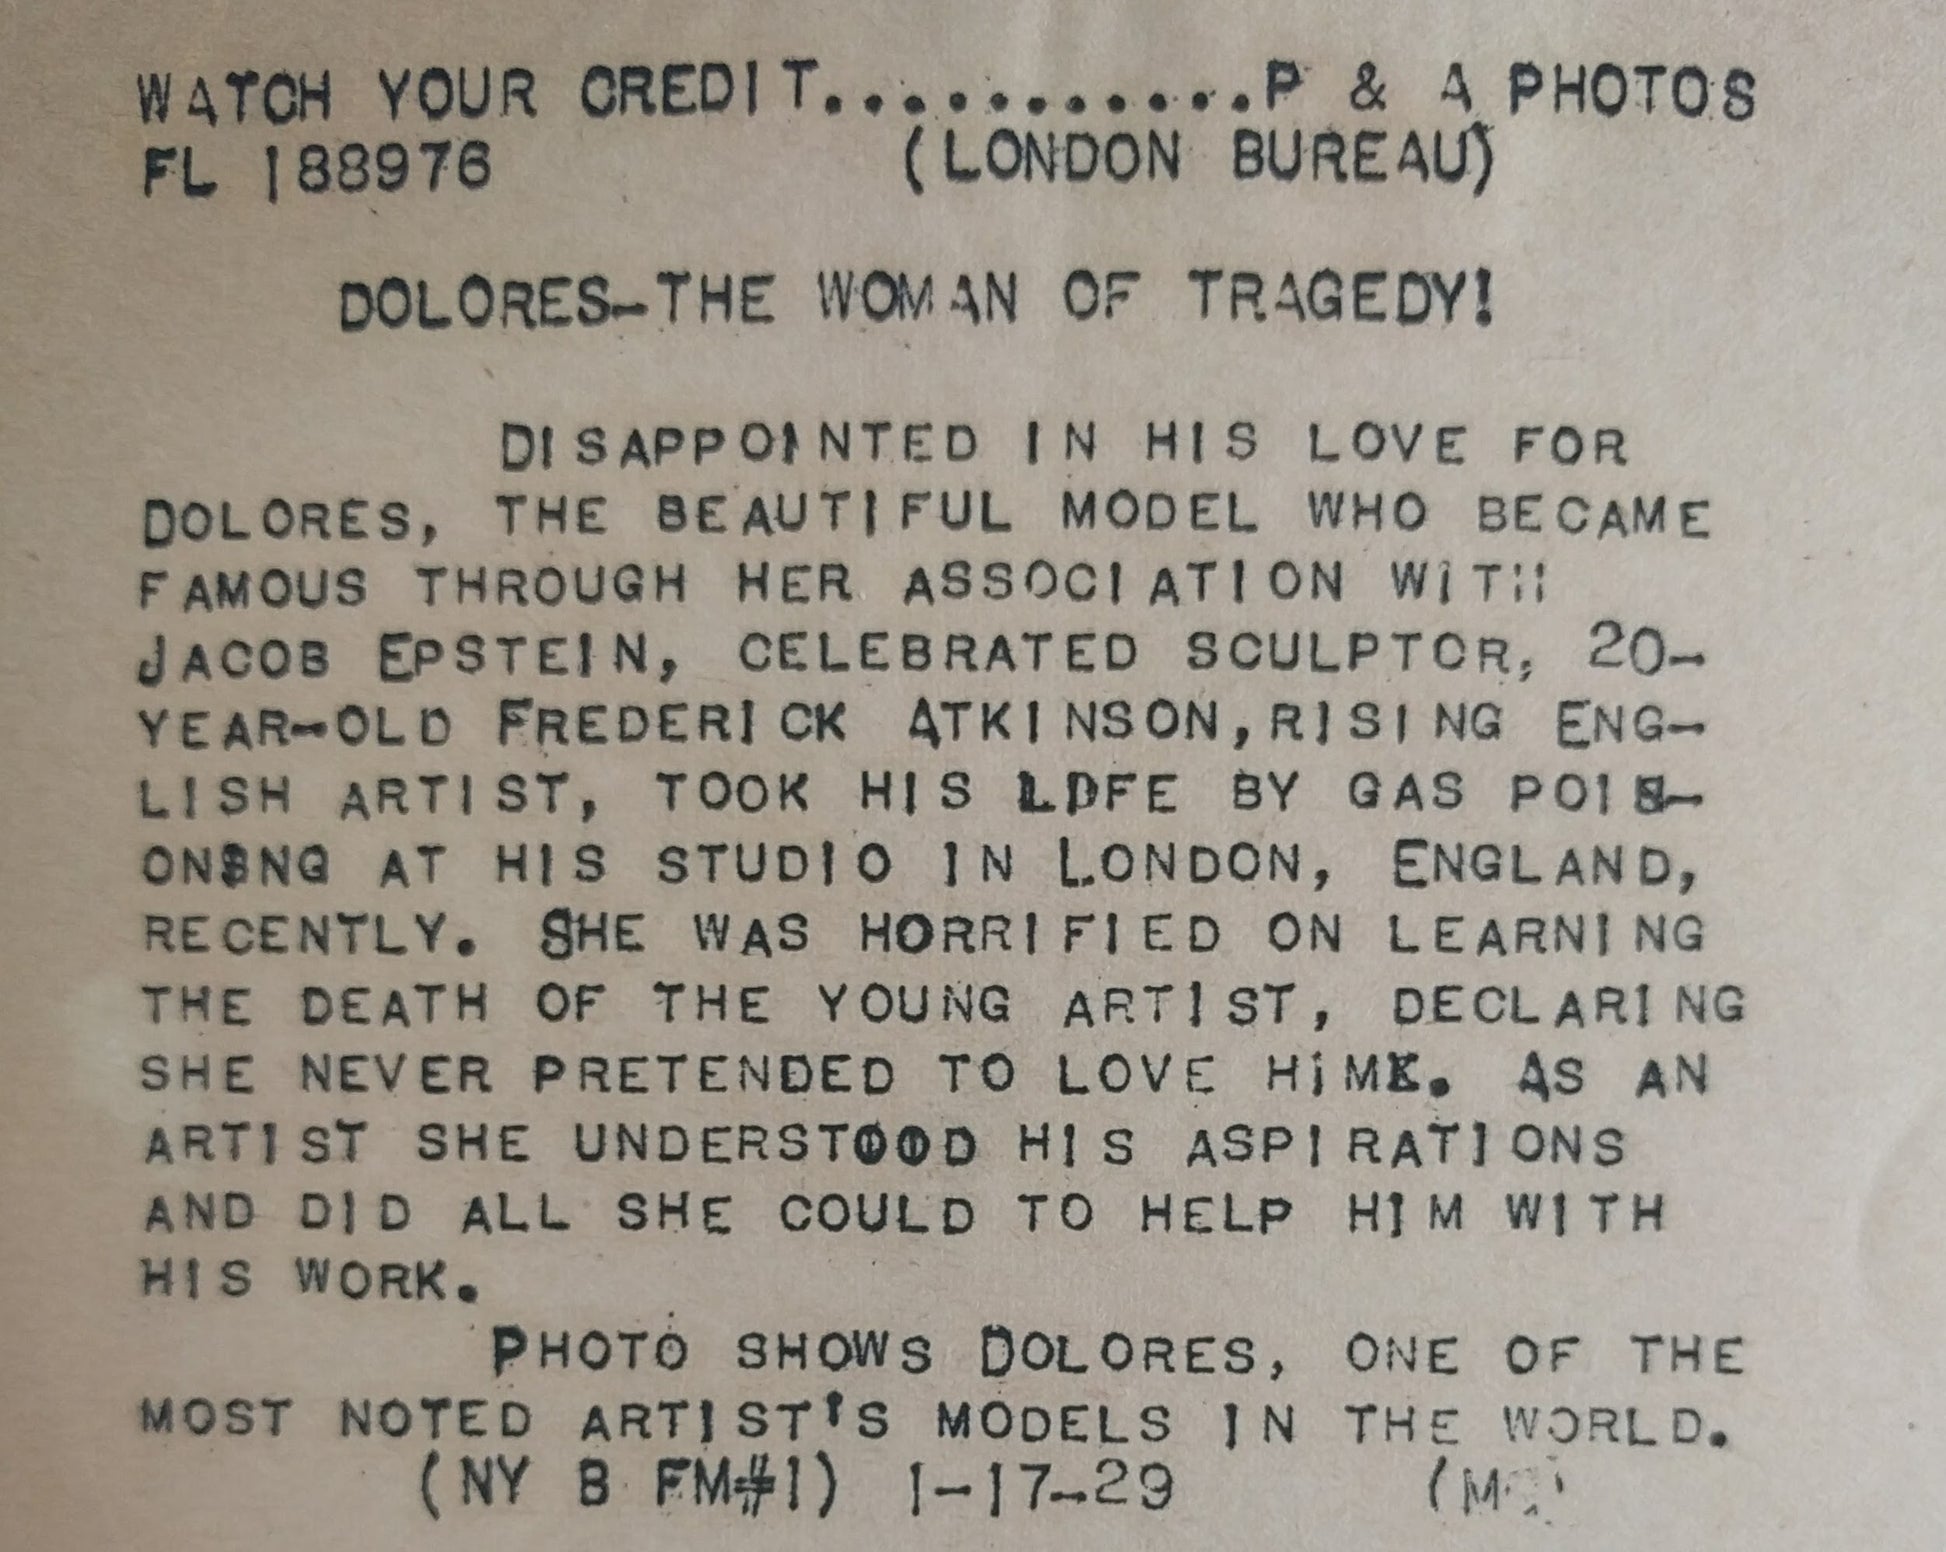 WATCH YOUR CREDIT...........P & A PHOTOS
FL 188976 (LONDON BUREAU)
DOLORES-THE WOMAN OF TRAGEDY!
DISAPPOINTED IN HIS LOVE FOR
DOLORES, THE BEAUTIFUL MODEL WHO BECAME
FAMOUS THROUGH HER ASSOCIATION WITH
JACOB EPSTEIN, CELEBRATED SCULPTOR, 20-
YEAR-OLD FREDERICK ATKINSON,RISING ENG-
LISH ARTIST, TOOK HIS LIFE BY GAS POIS-
ONING AT HIS STUDIO IN LONDON, ENGLAND,
RECENTLY. SHE WAS HORRIFIED ON LEARNING
THE DEATH OF THE YOUNG ARTIST, DECLARING
SHE NEVER PRETENDED TO LOVE HIM. AS AN
ARTIST SHE UNDERSTOOD HIS ASPIRATIONS
AND DID ALL SHE COULD TO HELP HIM WITH
HIS WORK.
PHOTO SHOWS DOLORES, ONE OF THE
MOST NOTED ARTIST'S MODELS IN THE WORLD.
(NY B FM#1) 1-17-29